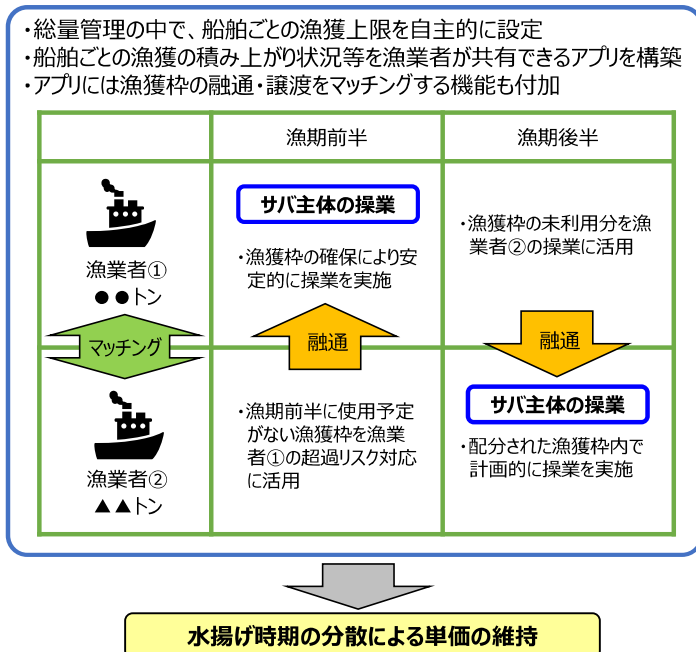 ・総量管理の中で、船舶ごとの漁獲上限を自主的に設定
・船舶ごとの漁獲の積み上がり状況等を漁業者が共有できるアプリを構築
・アプリには漁獲枠の融通・譲渡をマッチングする機能も付加
漁期前半
漁期後半
漁業者①
●●トン
サバ主体の操業
・漁獲枠の確保により安
定的に操業を実施
・漁獲枠の未利用分を漁
業者②の操業に活用
マッチング
融通
融通
漁業者②
▲▲トン
・漁期前半に使用予定
がない漁獲枠を漁業
者①の超過リスク対応
に活用
サバ主体の操業
・配分された漁獲枠内で
計画的に操業を実施
水揚げ時期の分散による単価の維持